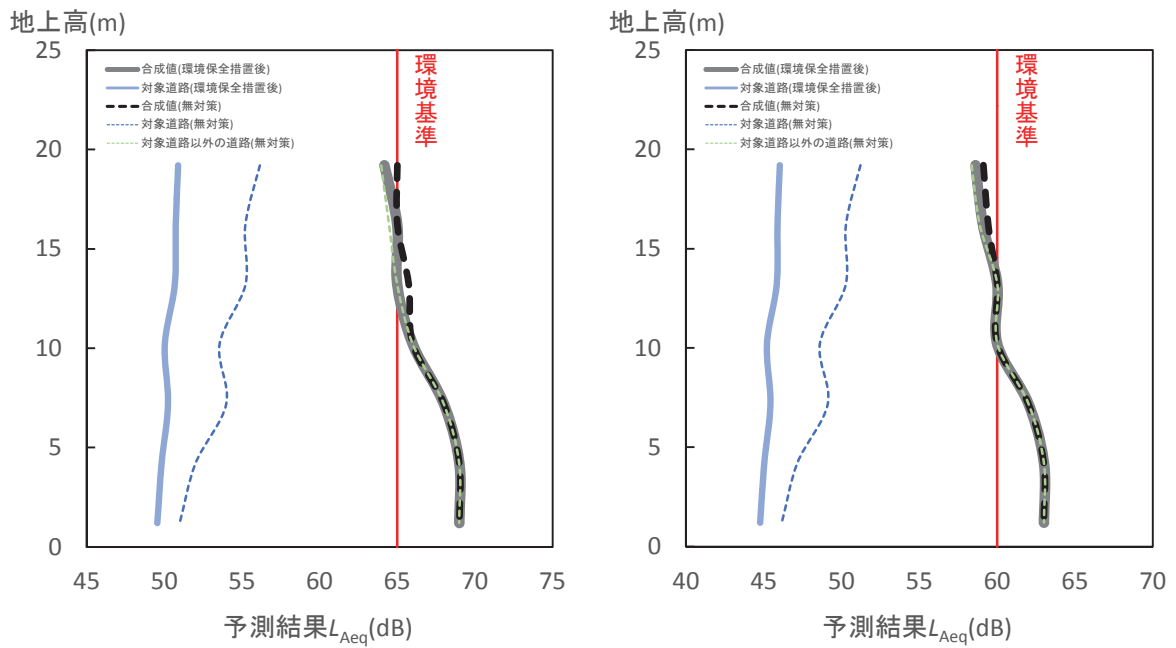 地上高(m)
25
20
15
10
5
0
45 50 55 60 65 70 75
合成値(環境保全措置後)
対象道路(環境保全措置後)
合成値(無対策)
対象道路(無対策)
対象道路以外の道路(無対策)
環境基準
予測結果LAeq(dB)
地上高(m)
25
20
15
10
5
0
40 45 50 55 60 65 70
合成値(環境保全措置後)
対象道路(環境保全措置後)
合成値(無対策)
対象道路(無対策)
対象道路以外の道路(無対策)
環境基準
予測結果LAeq(dB)